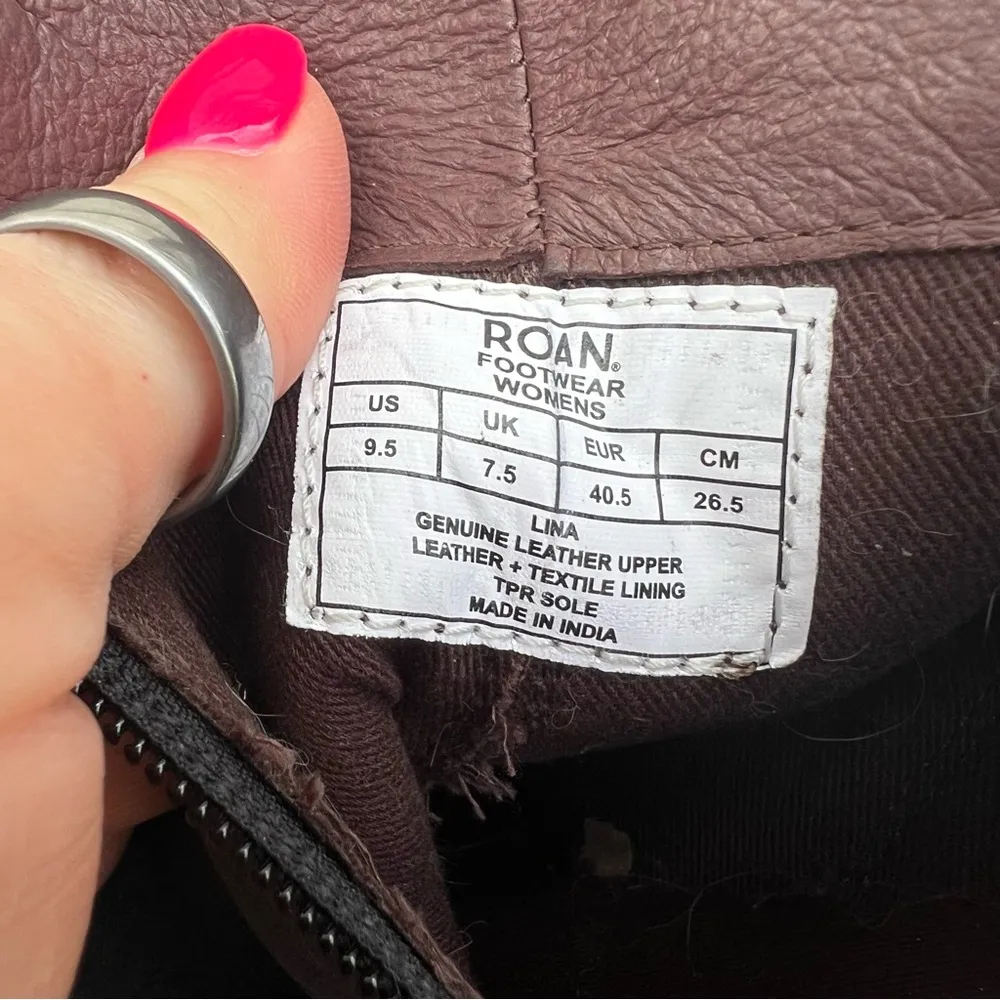 ROAN®
FOOTWEAR
WOMENS
US UK EUR CM
9.5 7.5 40.5 26.5
LINA
GENUINE LEATHER UPPER
LEATHER + TEXTILE LINING
TPR SOLE
MADE IN INDIA